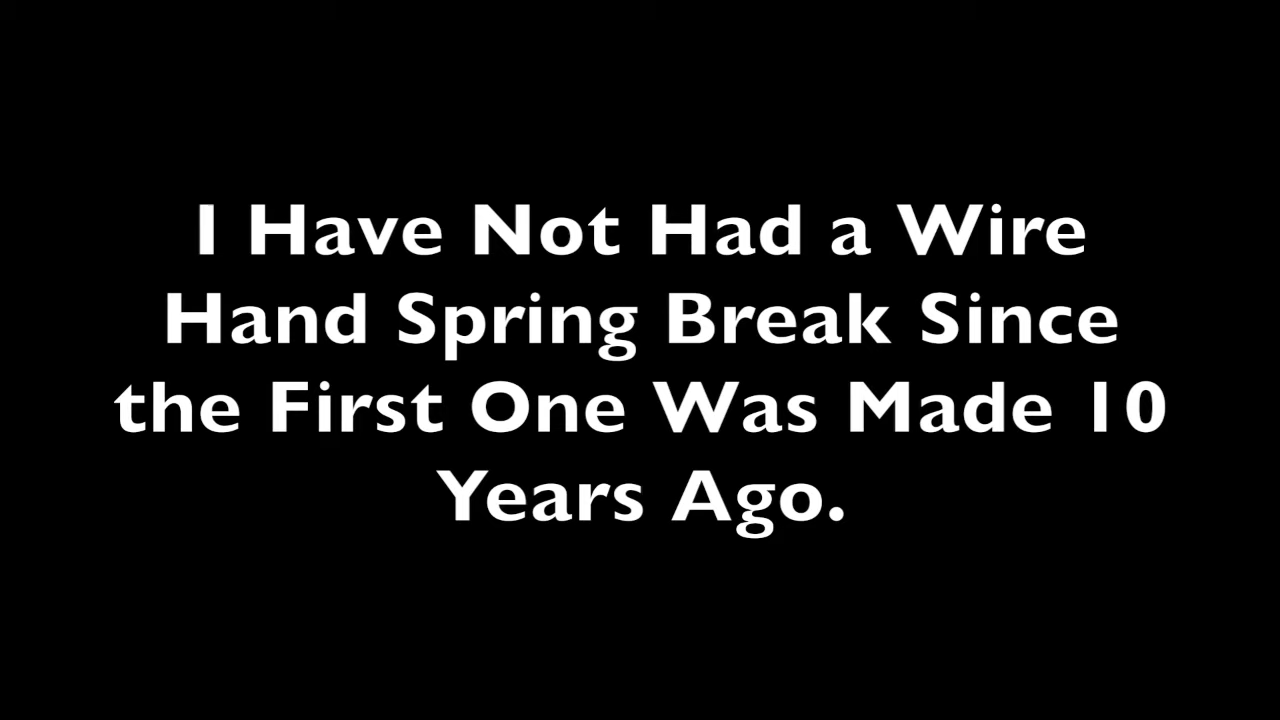 I Have Not Had a Wire
Hand Spring Break Since
the First One Was Made 10
Years Ago.